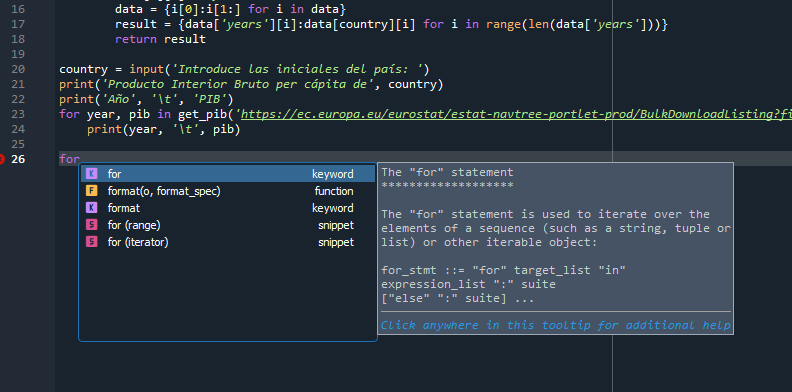 16 data = {i[0]:i[1:] for i in data}
17 result = {data['years'][i]:data[country][i] for i in range(len(data['years']))}
18 return result
19
20 country = input('Introduce las iniciales del país: ')
21 print('Producto Interior Bruto per cápita de', country)
22 print('Año', '\t', 'PIB')
23 for year, pib in get_pib('https://ec.europa.eu/eurostat/estat-navtree-portlet-prod/BulkDownloadListing?fi
24 print(year, '\t', pib)
25
26 for
K for keyword
F format(o, format_spec) function
K format keyword
S for (range) snippet
S for (iterator) snippet
The "for" statement
*******************
The "for" statement is used to iterate over the
elements of a sequence (such as a string, tuple or
list) or other iterable object:
for_stmt ::= "for" target_list "in"
expression_list ":" suite
["else" ":" suite] ...
Click anywhere in this tooltip for additional help